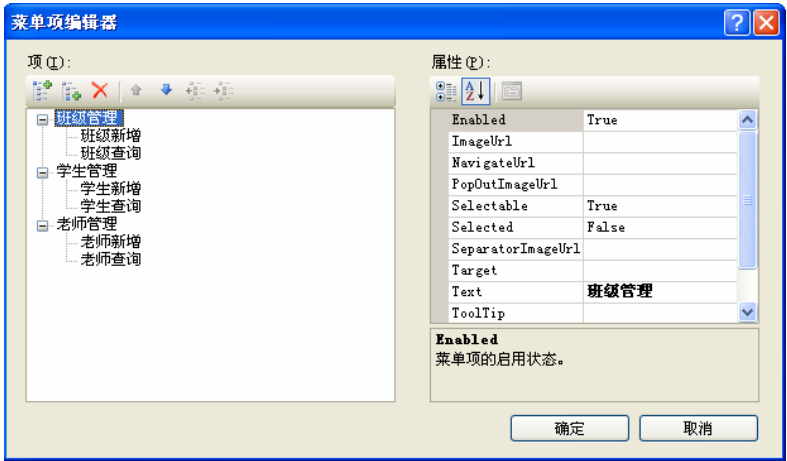 菜单项编辑器
项(I):
班级管理
班级新增
班级查询
学生管理
学生新增
学生查询
老师管理
老师新增
老师查询
属性(P):
Enabled True
ImageUrl
NavigateUrl
PopOutImageUrl
Selectable True
Selected False
SeparatorImageUrl
Target
Text 班级管理
ToolTip
Enabled
菜单项的启用状态。
确定 取消